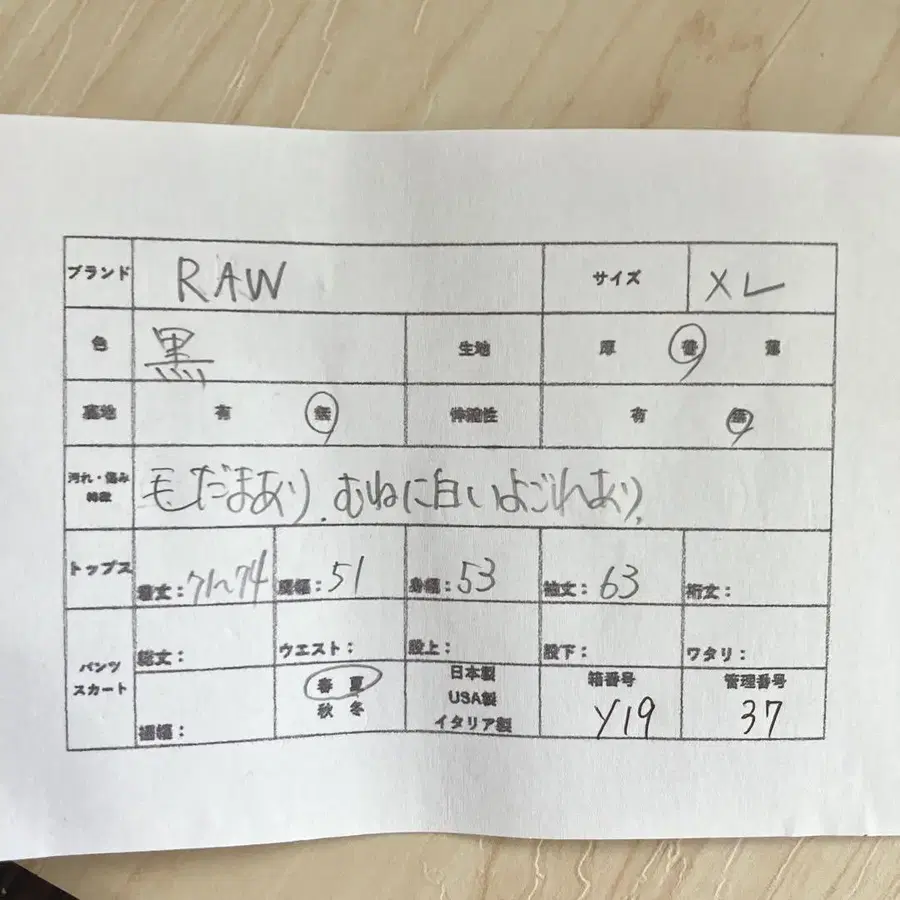 ブランド RAW サイズ XL
色 黒 生地 厚 普 薄
裏地 有 無 伸縮性 有 無
汚れ・傷み
特徴
毛だまあり.むねに白いよごれあり.
トップス 着丈:71~74 肩幅:51 身幅:53 袖丈:63 裄丈:
パンツ
スカート
総丈: ウエスト: 股上: 股下: ワタリ:
裾幅:
春 夏
秋 冬
日本製
USA製
イタリア製
箱番号
Y19
管理番号
37